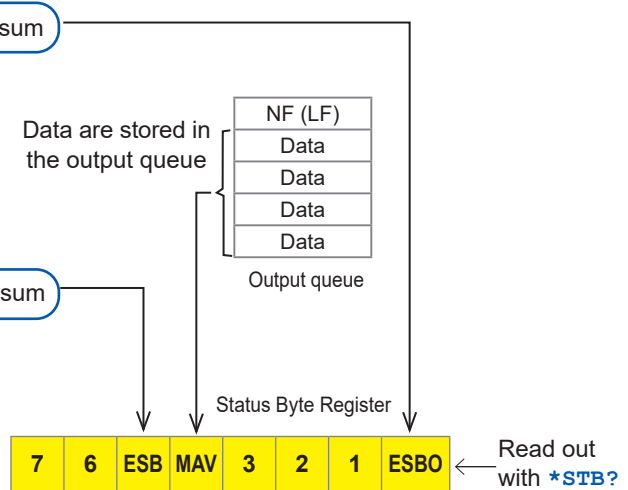 sum
NF (LF)
Data are stored in
the output queue
Data
Data
Data
Data
Output queue
sum
Status Byte Register
7 6 ESB MAV 3 2 1 ESBO
Read out
with *STB?